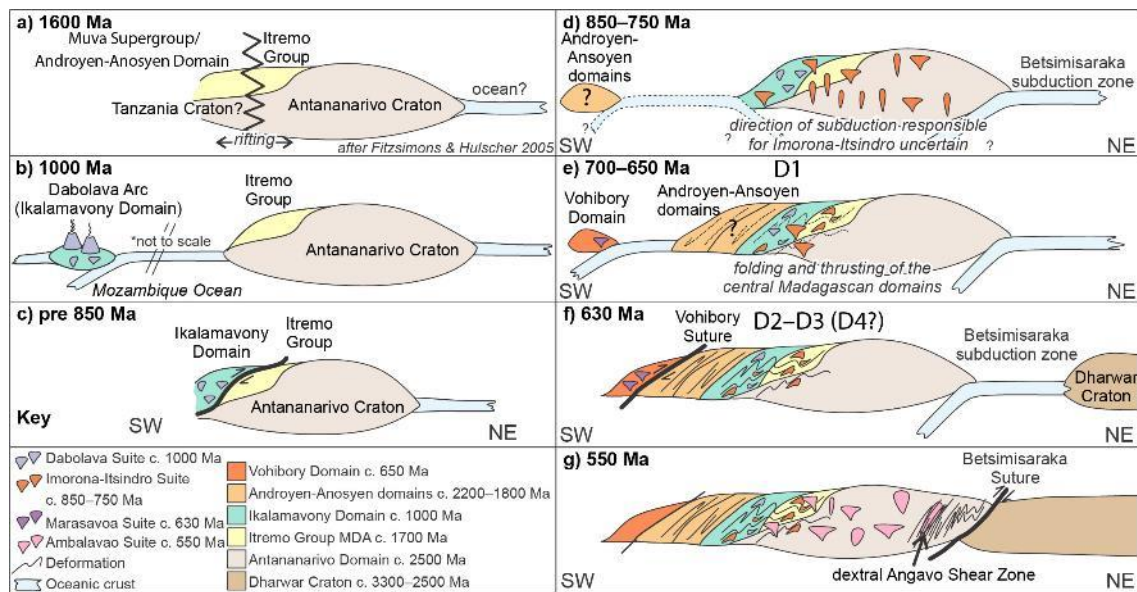 a) 1600 Ma
Muva Supergroup/
Androyen-Anosyen Domain
Itremo
Group
Tanzania Craton?
Antananarivo Craton
ocean?
rifting
after Fitzsimons & Hulscher 2005
b) 1000 Ma
Dabolava Arc
(Ikalamavony Domain)
Itremo
Group
*not to scale
Antananarivo Craton
Mozambique Ocean
c) pre 850 Ma
Ikalamavony
Domain
Itremo
Group
Antananarivo Craton
Key
SW
NE
Dabolava Suite c. 1000 Ma
Imorona-Itsindro Suite
c. 850–750 Ma
Marasavoa Suite c. 630 Ma
Ambalavao Suite c. 550 Ma
Deformation
Oceanic crust
Vohibory Domain c. 650 Ma
Androyen-Anosyen domains c. 2200–1800 Ma
Ikalamavony Domain c. 1000 Ma
Itremo Group MDA c. 1700 Ma
Antananarivo Domain c. 2500 Ma
Dharwar Craton c. 3300–2500 Ma
d) 850–750 Ma
Androyen-
Ansoyen
domains
?
Betsimisaraka
subduction zone
?
?
direction of subduction responsible
for Imorona-Itsindro uncertain
?
SW
NE
e) 700–650 Ma
D1
Vohibory
Domain
Androyen-Ansoyen
domains
?
folding and thrusting of the
central Madagascan domains
SW
NE
f) 630 Ma
Vohibory
Suture
D2–D3 (D4?)
Betsimisaraka
subduction zone
Dharwar
Craton
SW
NE
g) 550 Ma
Betsimisaraka
Suture
SW
dextral Angavo Shear Zone
NE